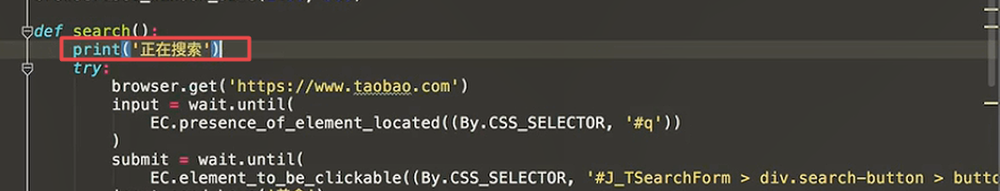 def search():
print('正在搜索')
try:
browser.get('https://www.taobao.com')
input = wait.until(
EC.presence_of_element_located((By.CSS_SELECTOR, '#q'))
)
submit = wait.until(
EC.element_to_be_clickable((By.CSS_SELECTOR, '#J_TSearchForm > div.search-button > butto